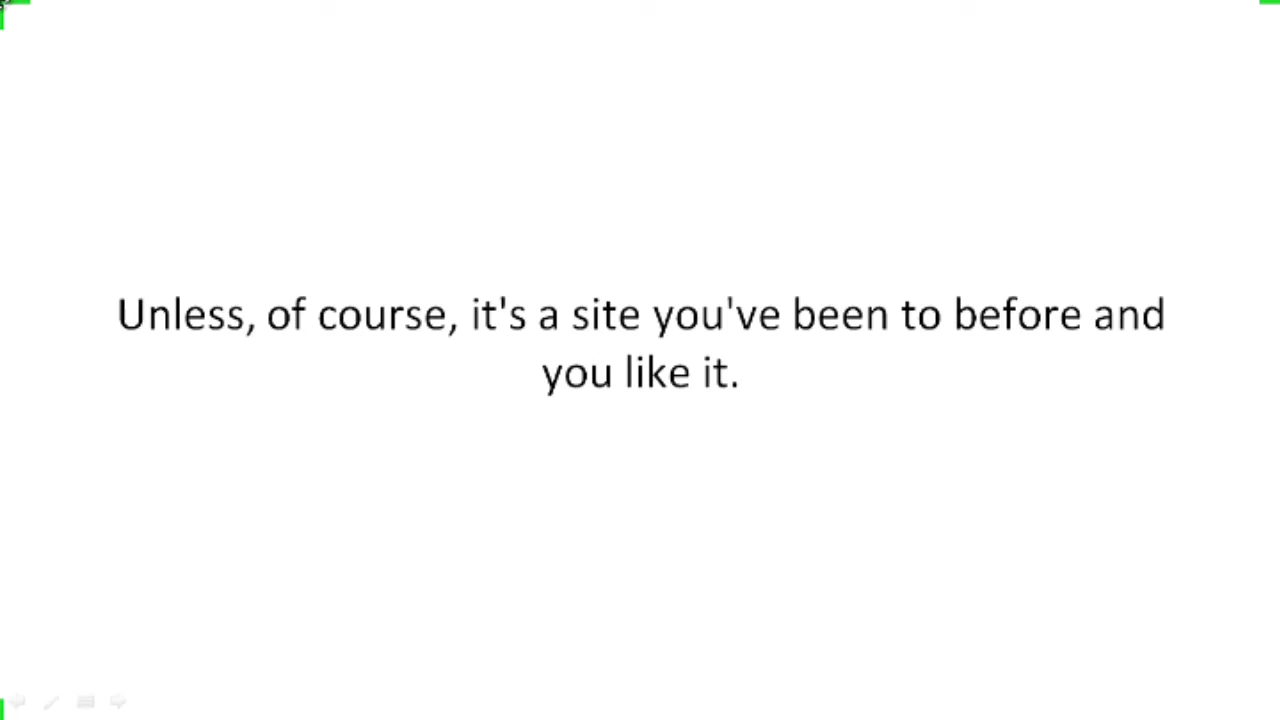 Unless, of course, it's a site you've been to before and
you like it.